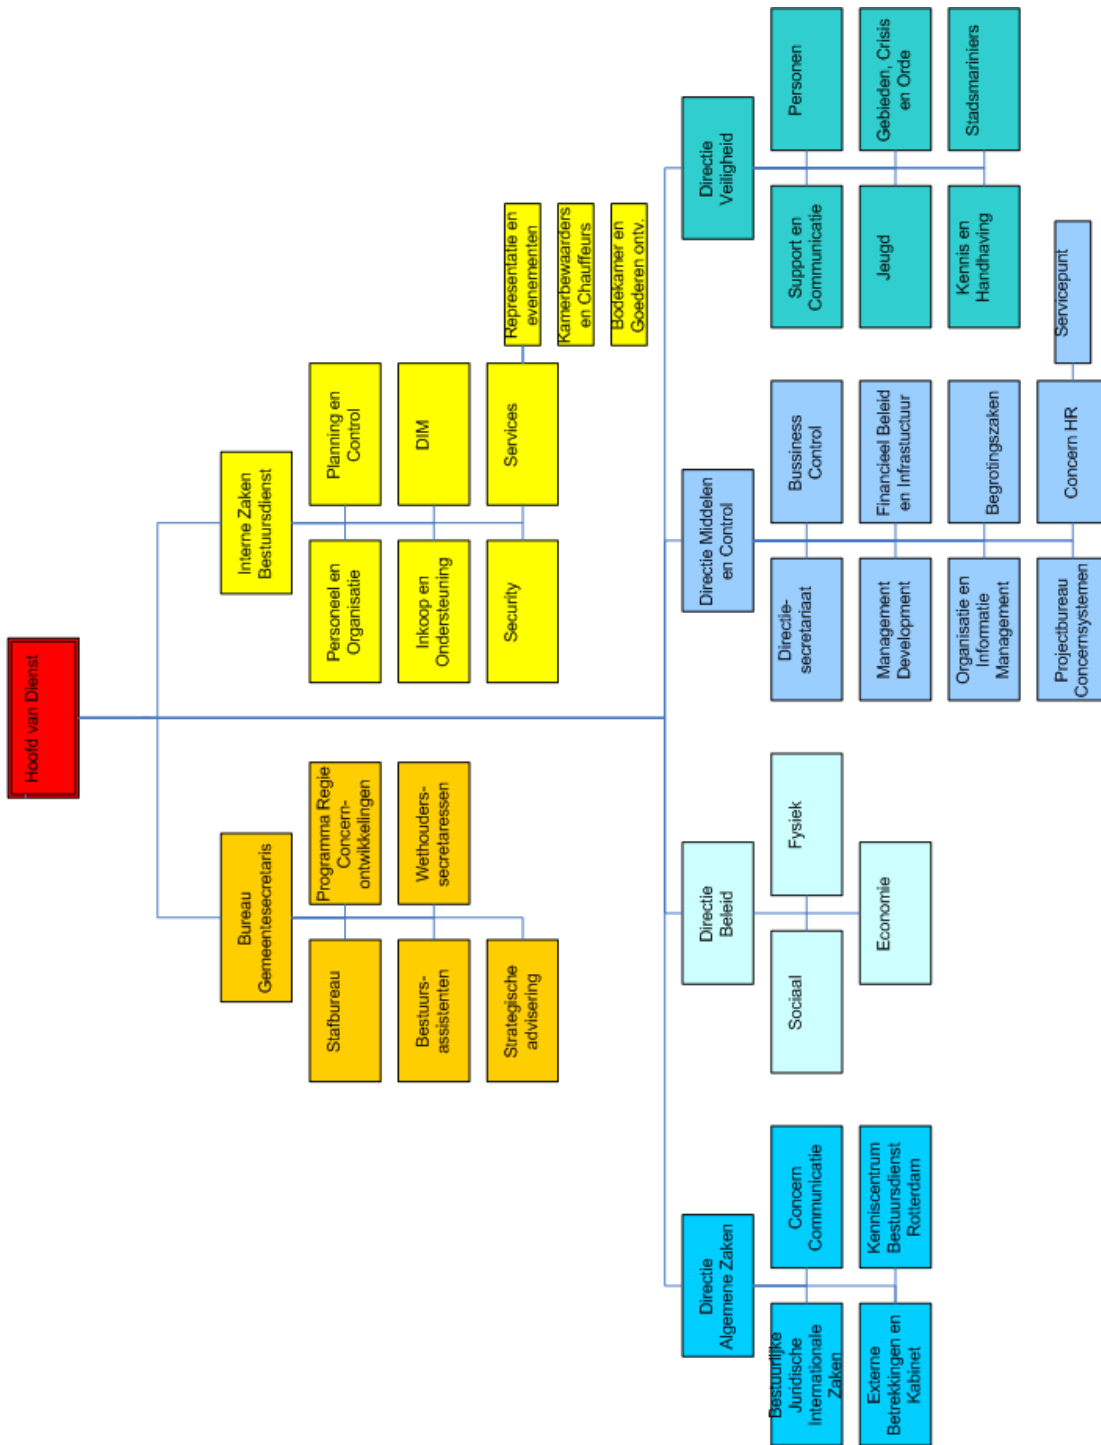 Hoofd van Dienst
Bureau
Gemeentesecretaris
Stafbureau
Programma Regie
Concern-
ontwikkelingen
Bestuurs-
assistenten
Wethouders-
secretaressen
Strategische
advisering
Interne Zaken
Bestuursdienst
Personeel en
Organisatie
Planning en
Control
Inkoop en
Ondersteuning
DIM
Security
Services
Representatie en
evenementen
Kamerbewaarders
en Chauffeurs
Bodekamer en
Goederen ontv.
Directie
Algemene Zaken
Bestuurlijke
Juridische
Internationale
Zaken
Concern
Communicatie
Externe
Betrekkingen en
Kabinet
Kenniscentrum
Bestuursdienst
Rotterdam
Directie
Beleid
Sociaal
Fysiek
Economie
Directie Middelen
en Control
Directie-
secretariaat
Bussiness
Control
Management
Development
Financieel Beleid
en Infrastuctuur
Organisatie en
Informatie
Management
Begrotingszaken
Projectbureau
Concernsystemen
Concern HR
Servicepunt
Directie
Veiligheid
Support en
Communicatie
Personen
Jeugd
Gebieden, Crisis
en Orde
Kennis en
Handhaving
Stadsmariniers